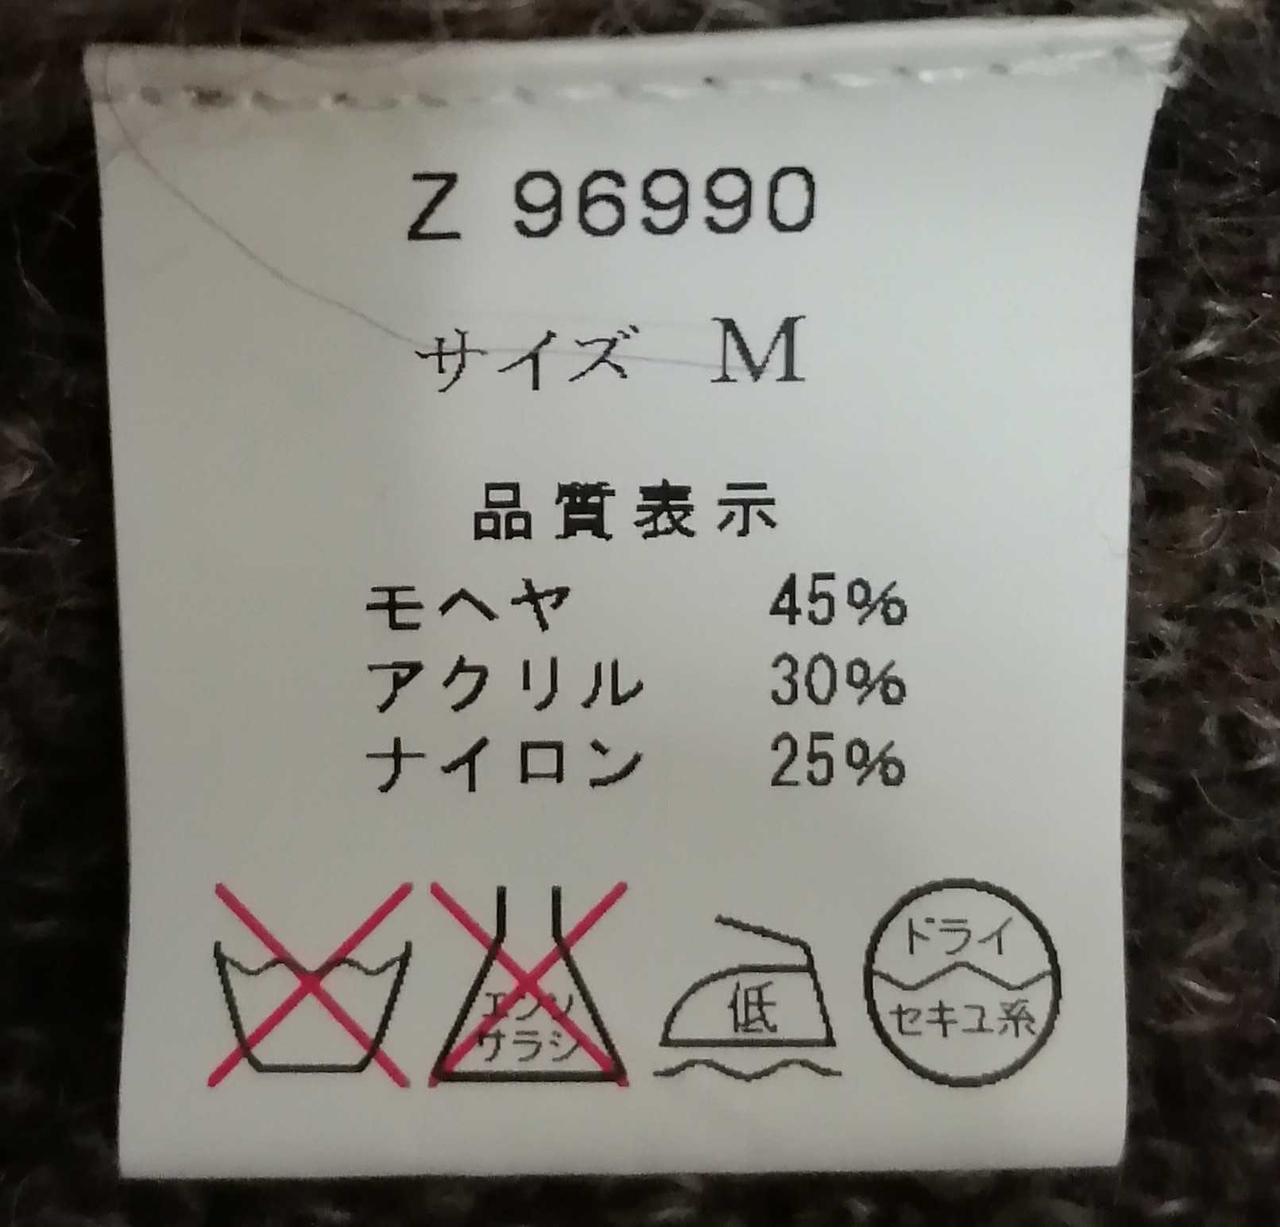 Z 96990
サイズ M
品質表示
モヘヤ 45%
アクリル 30%
ナイロン 25%
エンソ
サラシ
低
ドライ
セキユ系